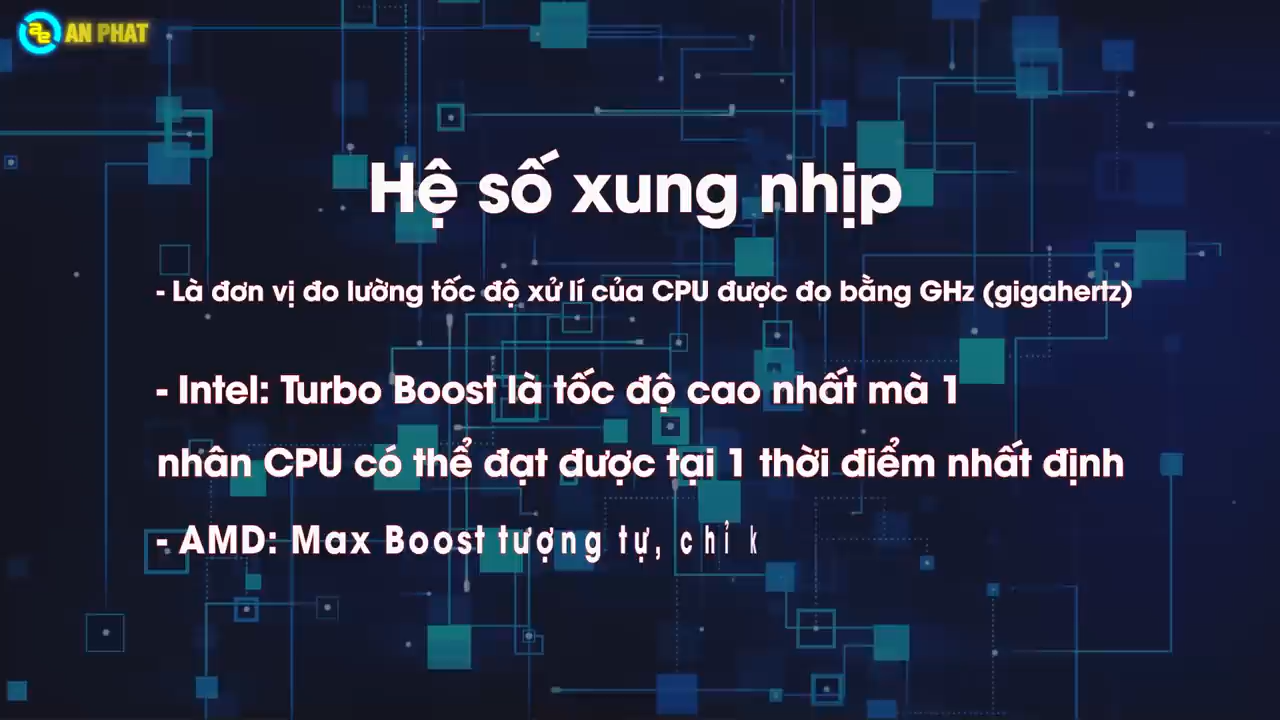 AN PHAT
Hệ số xung nhịp
- Là đơn vị đo lường tốc độ xử lí của CPU được đo bằng GHz (gigahertz)
- Intel: Turbo Boost là tốc độ cao nhất mà 1
nhân CPU có thể đạt được tại 1 thời điểm nhất định
- AMD: Max Boost tượng tự, chỉ k